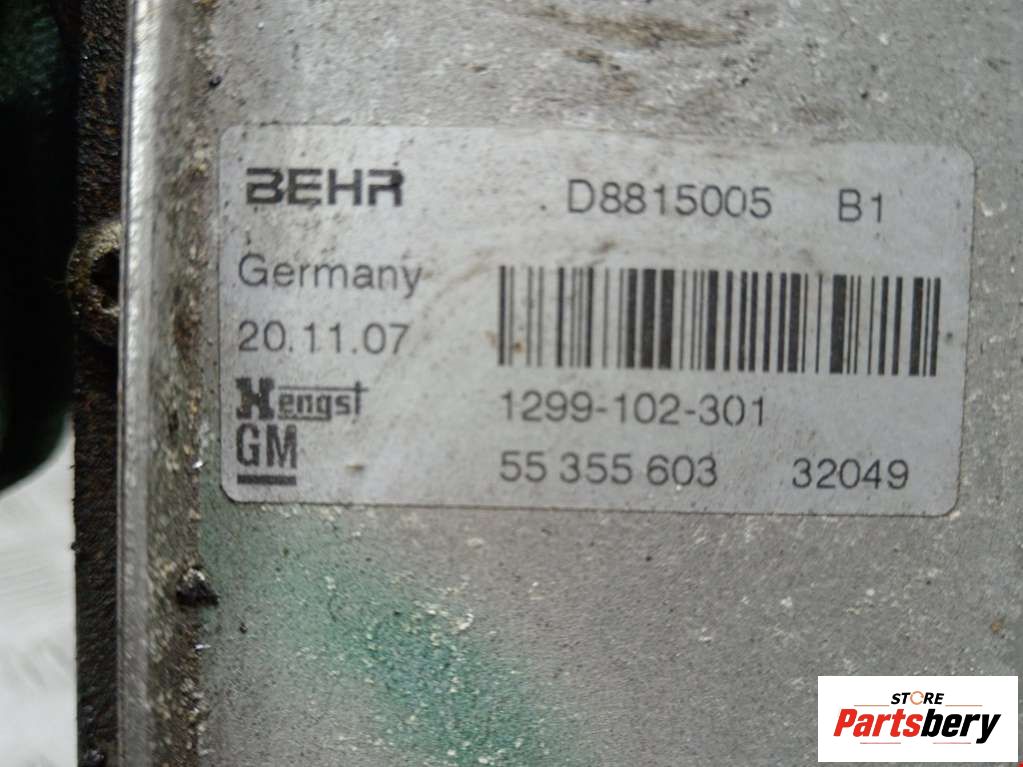 BEHR D8815005 B1
Germany
20.11.07
Hengst 1299-102-301
GM 55 355 603 32049
STORE
Partsbery